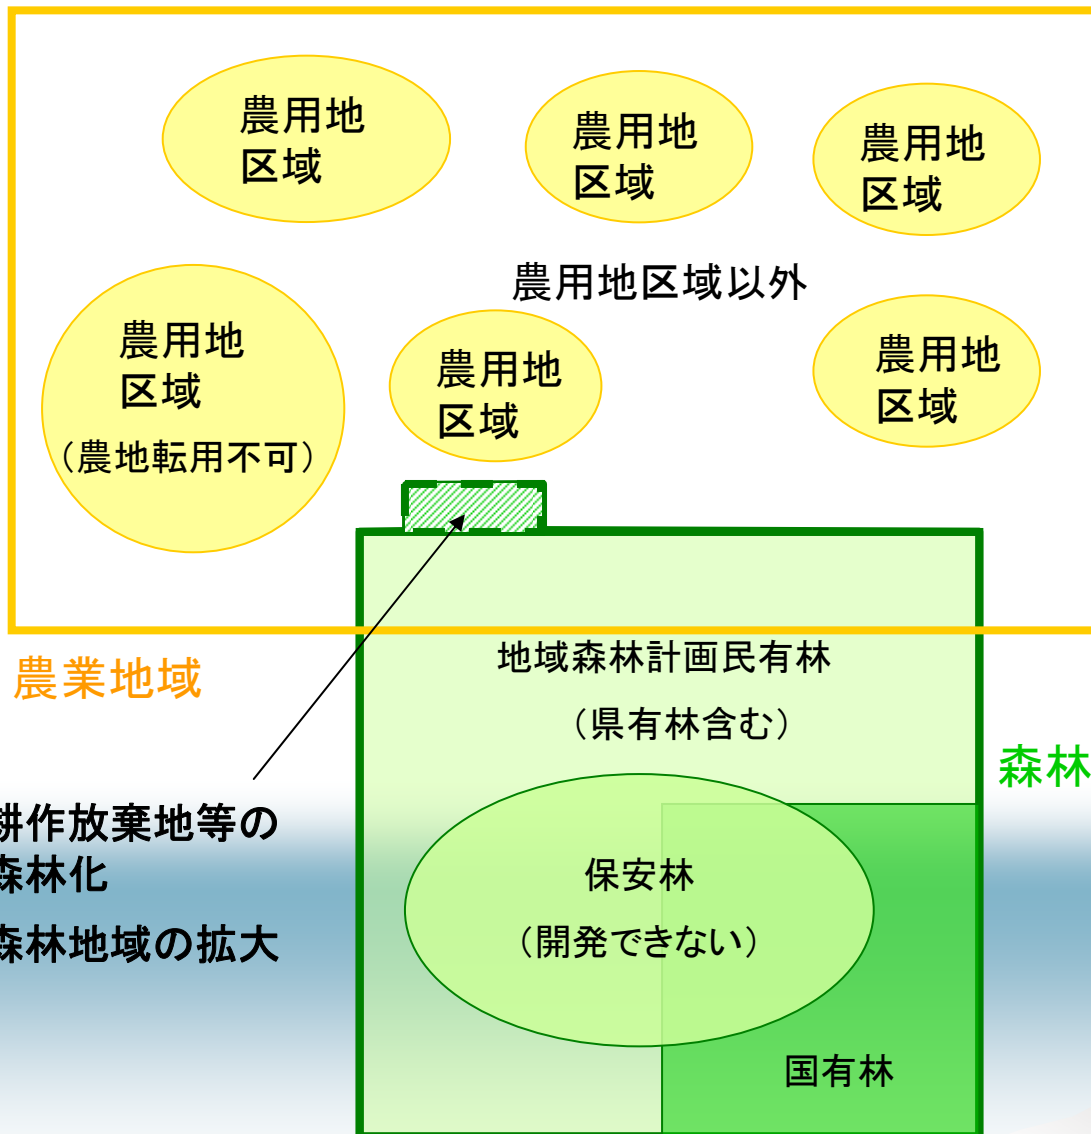 農用地
区域
農用地
区域
農用地
区域
農用地区域以外
農用地
区域
(農地転用不可)
農用地
区域
農用地
区域
農業地域
地域森林計画民有林
(県有林含む)
森林
耕作放棄地等の
森林化
森林地域の拡大
保安林
(開発できない)
国有林